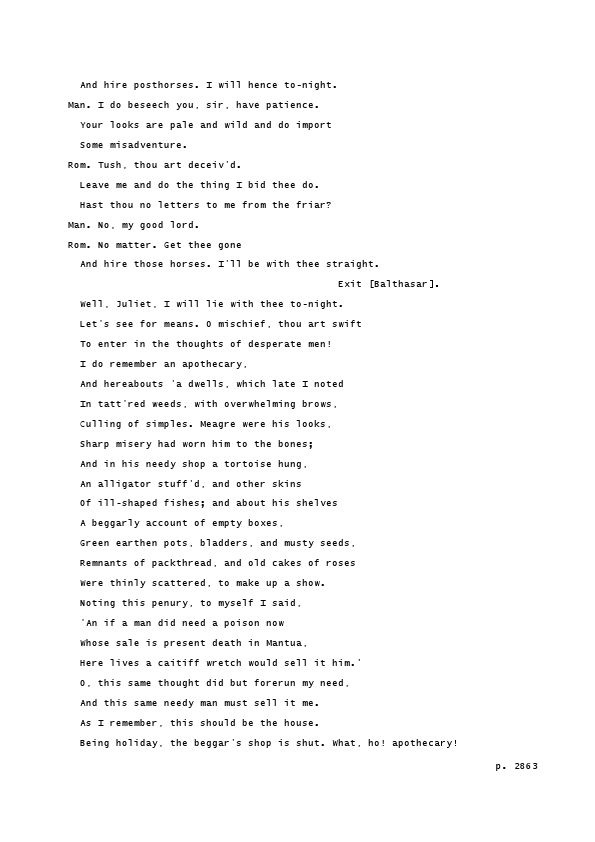 And hire posthorses. I will hence to-night.
Man. I do beseech you, sir, have patience.
Your looks are pale and wild and do import
Some misadventure.
Rom. Tush, thou art deceiv'd.
Leave me and do the thing I bid thee do.
Hast thou no letters to me from the friar?
Man. No, my good lord.
Rom. No matter. Get thee gone
And hire those horses. I'll be with thee straight.
Exit [Balthasar].
Well, Juliet, I will lie with thee to-night.
Let's see for means. O mischief, thou art swift
To enter in the thoughts of desperate men!
I do remember an apothecary,
And hereabouts 'a dwells, which late I noted
In tatt'red weeds, with overwhelming brows,
Culling of simples. Meagre were his looks,
Sharp misery had worn him to the bones;
And in his needy shop a tortoise hung,
An alligator stuff'd, and other skins
Of ill-shaped fishes; and about his shelves
A beggarly account of empty boxes,
Green earthen pots, bladders, and musty seeds,
Remnants of packthread, and old cakes of roses
Were thinly scattered, to make up a show.
Noting this penury, to myself I said,
'An if a man did need a poison now
Whose sale is present death in Mantua,
Here lives a caitiff wretch would sell it him.'
O, this same thought did but forerun my need,
And this same needy man must sell it me.
As I remember, this should be the house.
Being holiday, the beggar's shop is shut. What, ho! apothecary!
p. 2863